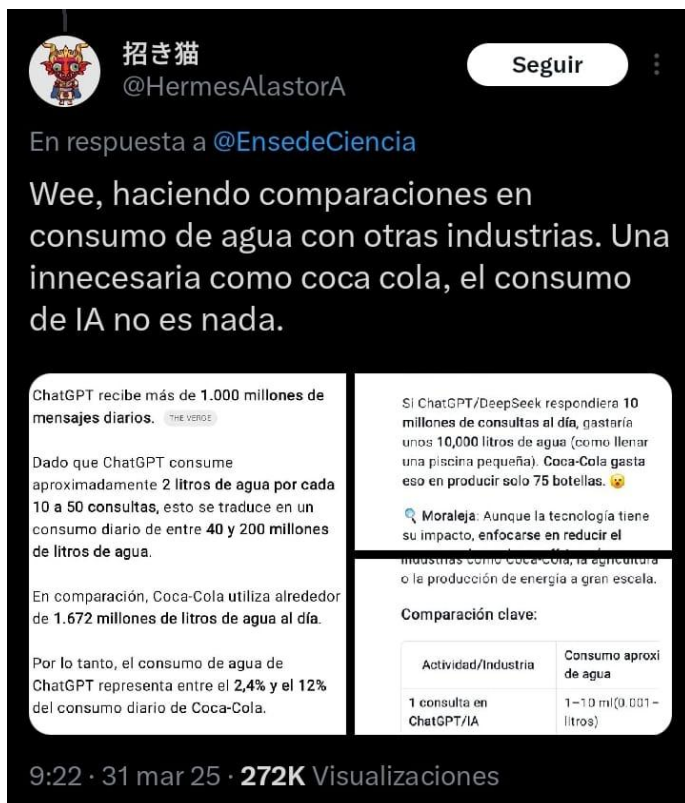 招き猫
Seguir
@HermesAlastorA
En respuesta a @EnsedeCiencia
Wee, haciendo comparaciones en
consumo de agua con otras industrias. Una
innecesaria como coca cola, el consumo
de IA no es nada.
ChatGPT recibe más de 1.000 millones de
mensajes diarios. THE VERGE
Dado que ChatGPT consume
aproximadamente 2 litros de agua por cada
10 a 50 consultas, esto se traduce en un
consumo diario de entre 40 y 200 millones
de litros de agua.
En comparación, Coca-Cola utiliza alrededor
de 1.672 millones de litros de agua al día.
Por lo tanto, el consumo de agua de
ChatGPT representa entre el 2,4% y el 12%
del consumo diario de Coca-Cola.
Si ChatGPT/DeepSeek respondiera 10
millones de consultas al día, gastaría
unos 10,000 litros de agua (como llenar
una piscina pequeña). Coca-Cola gasta
eso en producir solo 75 botellas. 😮
🔍 Moraleja: Aunque la tecnología tiene
su impacto, enfocarse en reducir el
industrias como Coca-Cola, la agricultura
o la producción de energía a gran escala.
Comparación clave:
Actividad/Industria
Consumo aproxi
de agua
1 consulta en
ChatGPT/IA
1–10 ml(0.001–
litros)
9:22 · 31 mar 25 · 272K Visualizaciones